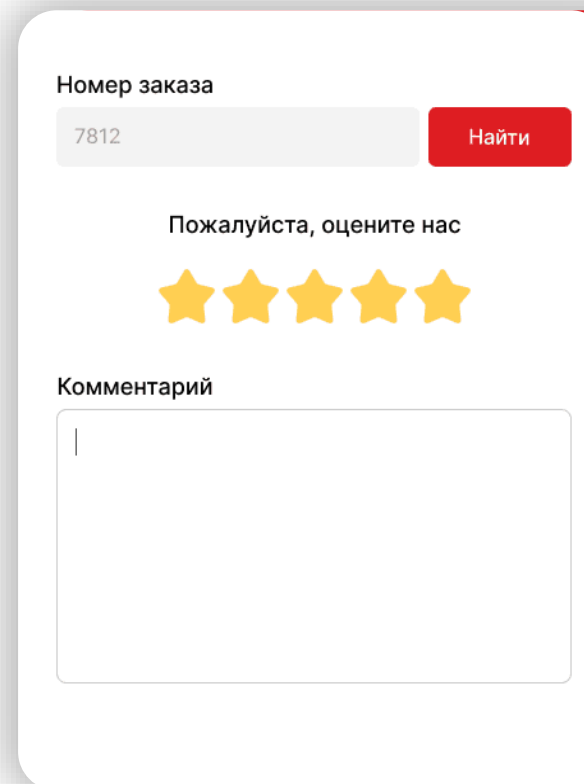 Номер заказа
7812
Найти
Пожалуйста, оцените нас
Комментарий